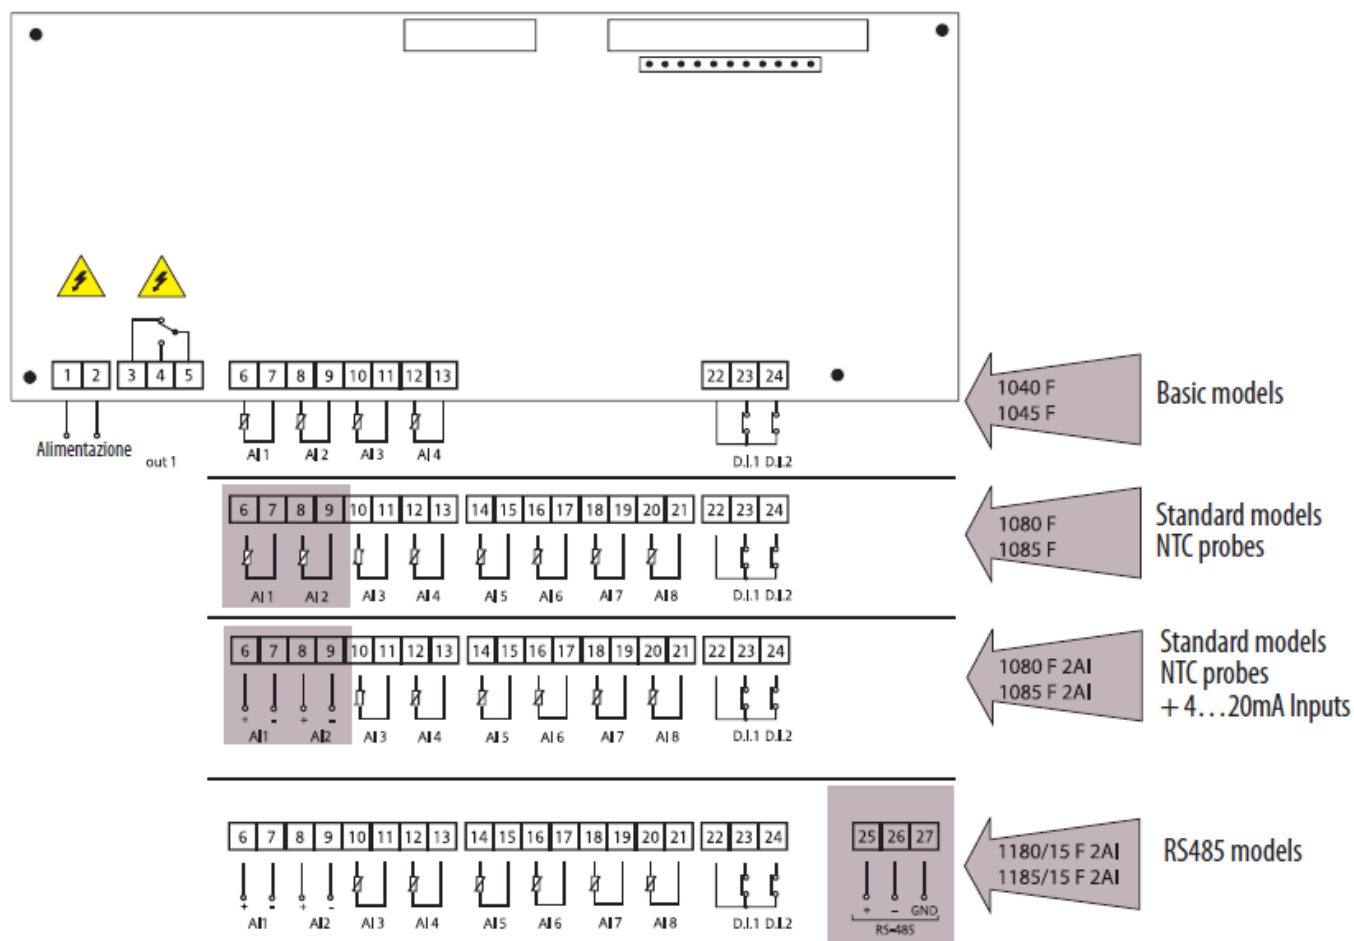 1 2 3 4 5 6 7 8 9 10 11 12 13 22 23 24
Alimentazione
out 1
AI 1 AI 2 AI 3 AI 4 D.I.1 D.I.2
1040 F
1045 F
Basic models
6 7 8 9 10 11 12 13 14 15 16 17 18 19 20 21 22 23 24
AI 1 AI 2 AI 3 AI 4 AI 5 AI 6 AI 7 AI 8 D.I.1 D.I.2
1080 F
1085 F
Standard models
NTC probes
6 7 8 9 10 11 12 13 14 15 16 17 18 19 20 21 22 23 24
+ - + -
AI1 AI2 AI 3 AI 4 AI 5 AI 6 AI 7 AI 8 D.I.1 D.I.2
1080 F 2AI
1085 F 2AI
Standard models
NTC probes
+ 4...20mA Inputs
6 7 8 9 10 11 12 13 14 15 16 17 18 19 20 21 22 23 24 25 26 27
+ - + - + – GND
AI1 AI2 AI 3 AI 4 AI 5 AI 6 AI 7 AI 8 D.I.1 D.I.2 RS-485
1180/15 F 2AI
1185/15 F 2AI
RS485 models